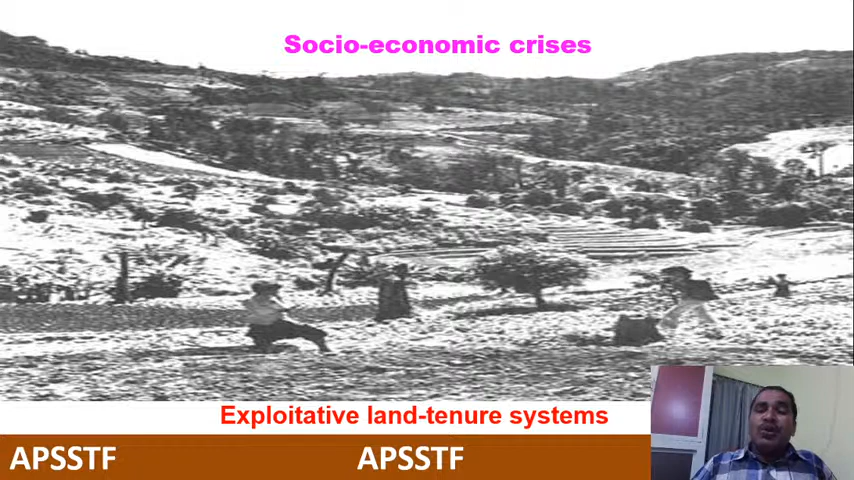 Socio-economic crises
Exploitative land-tenure systems
APSSTF APSSTF